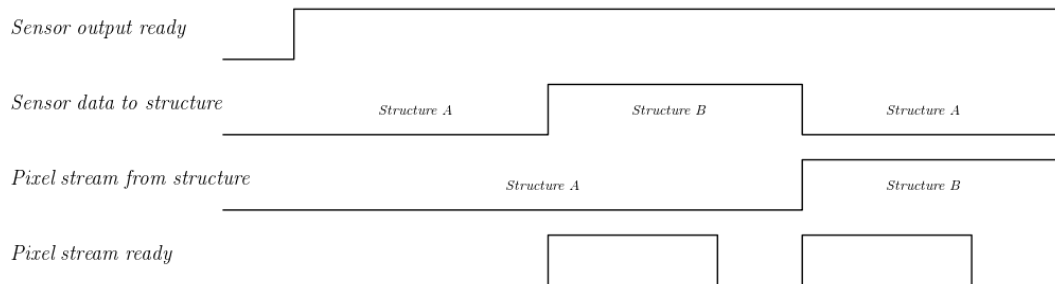 Sensor output ready
Sensor data to structure
Structure A
Structure B
Structure A
Pixel stream from structure
Structure A
Structure B
Pixel stream ready